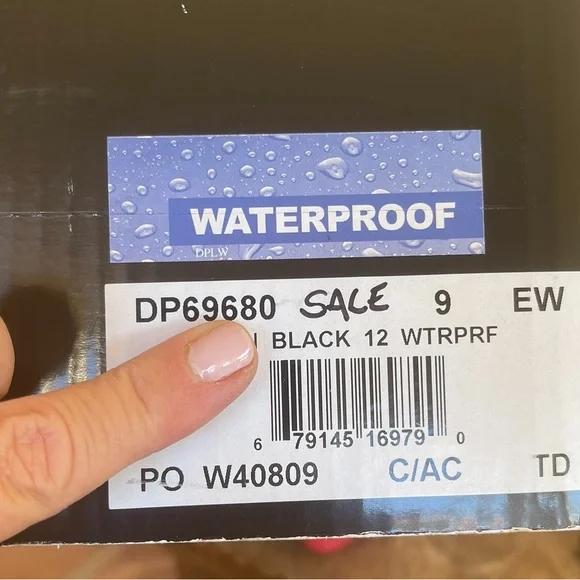 WATERPROOF
DPLW
DP69680 SALE 9 EW
BLACK 12 WTRPRF
6 79145 16979 0
PO W40809 C/AC TD